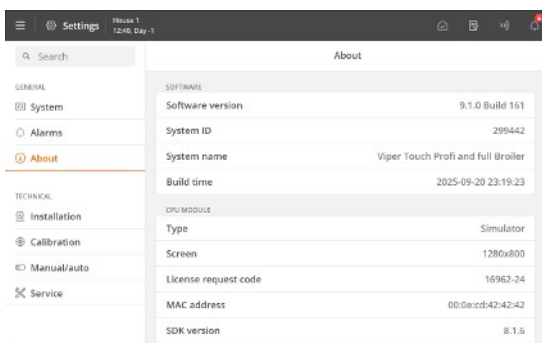 Settings
House 1
12:40, Day -1
Search
About
GENERAL
System
Alarms
About
TECHNICAL
Installation
Calibration
Manual/auto
Service
SOFTWARE
Software version 9.1.0 Build 161
System ID 299442
System name Viper Touch Profi and full Broiler
Build time 2025-09-20 23:19:23
CPU MODULE
Type Simulator
Screen 1280x800
License request code 16962-24
MAC address 00:0e:cd:42:42:42
SDK version 8.1.6